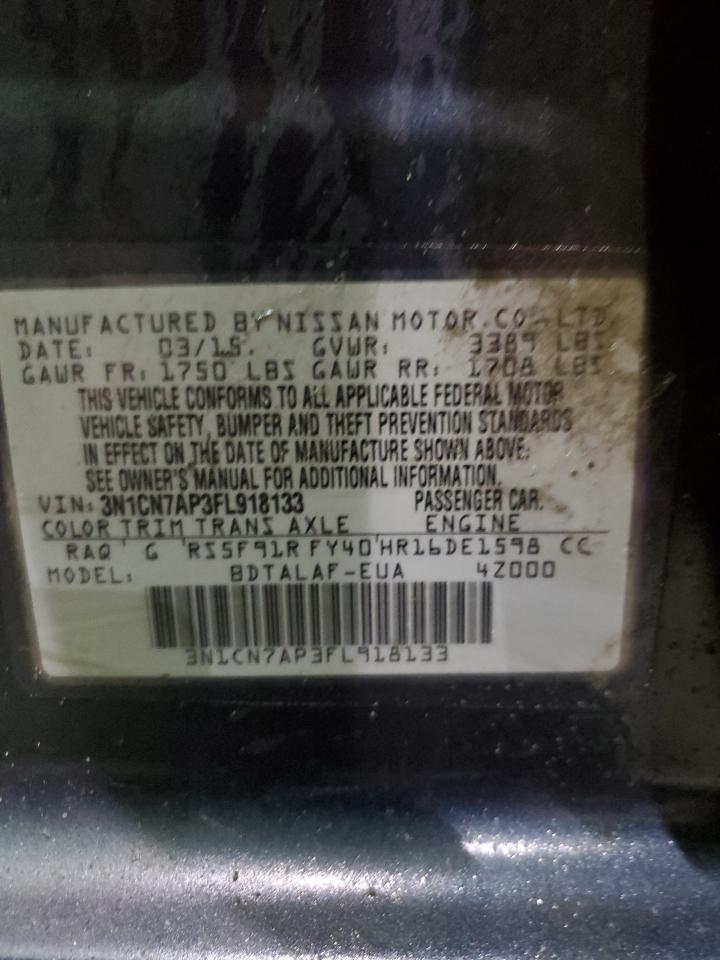 MANUFACTURED BY NISSAN MOTOR.CO.,LTD.
DATE: 03/15. GVWR: 3389 LBS
GAWR FR: 1750 LBS GAWR RR: 1708 LBS
THIS VEHICLE CONFORMS TO ALL APPLICABLE FEDERAL MOTOR
VEHICLE SAFETY, BUMPER AND THEFT PREVENTION STANDARDS
IN EFFECT ON THE DATE OF MANUFACTURE SHOWN ABOVE.
SEE OWNER'S MANUAL FOR ADDITIONAL INFORMATION.
VIN: 3N1CN7AP3FL918133 PASSENGER CAR.
COLOR TRIM TRANS AXLE ENGINE
RAQ G RS5F91R FY40 HR16DE1598 CC
MODEL: BDTALAF-EUA 4Z000
3N1CN7AP3FL918133